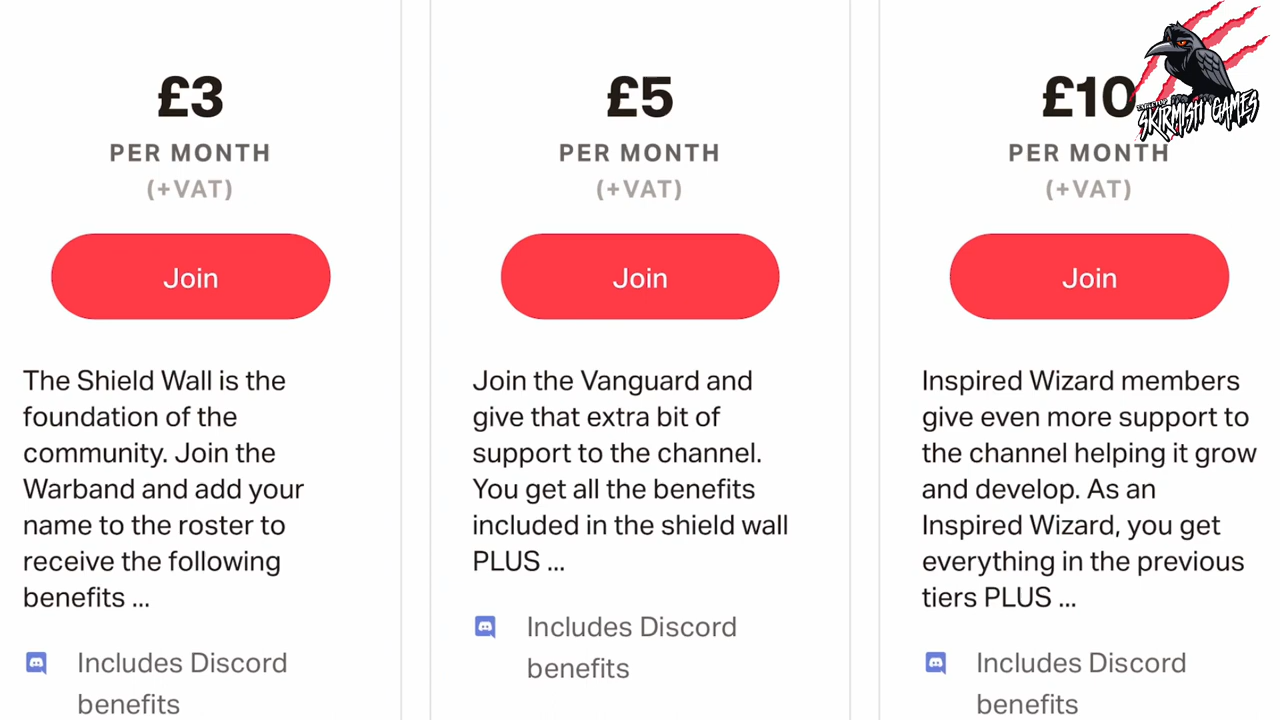 £3
PER MONTH
(+VAT)
Join
The Shield Wall is the
foundation of the
community. Join the
Warband and add your
name to the roster to
receive the following
benefits ...
Includes Discord
benefits
£5
PER MONTH
(+VAT)
Join
Join the Vanguard and
give that extra bit of
support to the channel.
You get all the benefits
included in the shield wall
PLUS ...
Includes Discord
benefits
£10
PER MONTH
(+VAT)
Join
Inspired Wizard members
give even more support to
the channel helping it grow
and develop. As an
Inspired Wizard, you get
everything in the previous
tiers PLUS ...
Includes Discord
benefits
TABLETOP
SKIRMISH GAMES